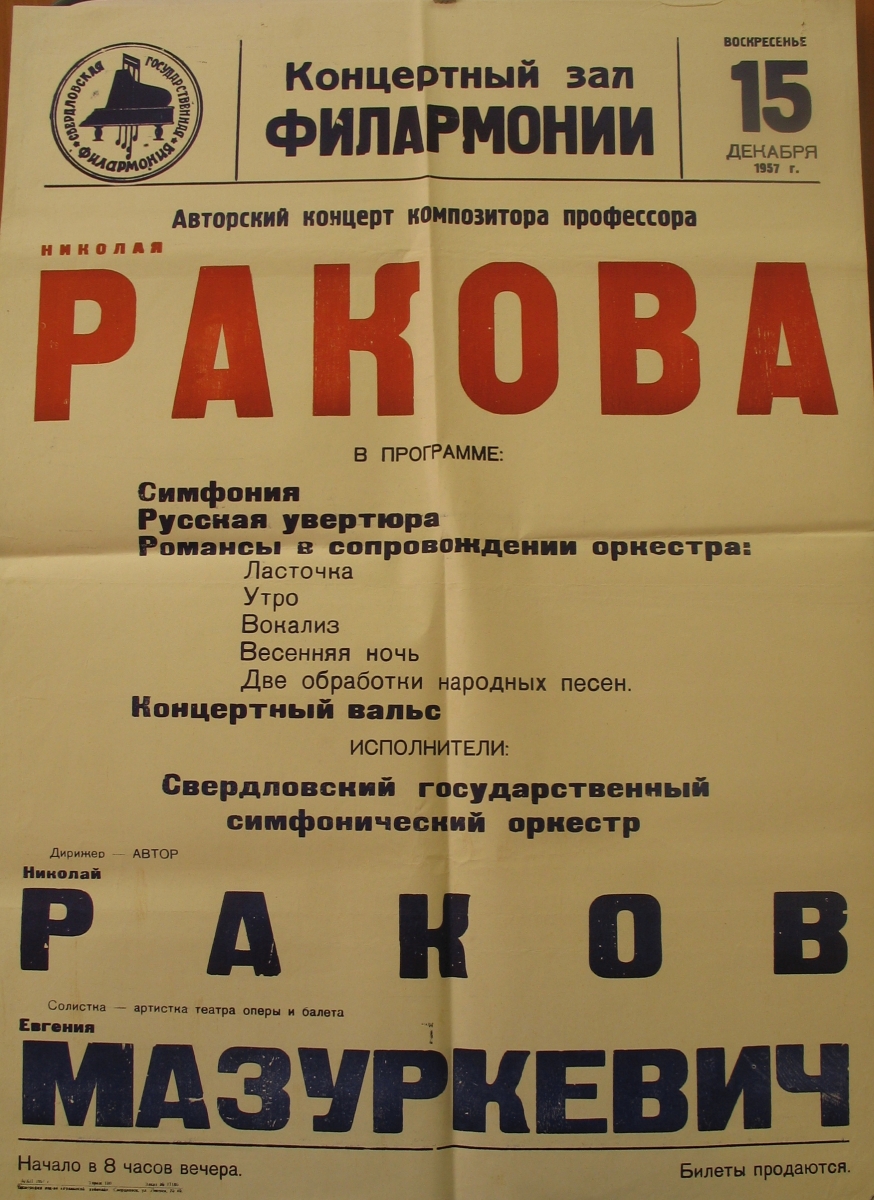 СВЕРДЛОВСКАЯ ГОСУДАРСТВЕННАЯ ФИЛАРМОНИЯ
Концертный зал
ФИЛАРМОНИИ
ВОСКРЕСЕНЬЕ
15
ДЕКАБРЯ
1957 г.
Авторский концерт композитора профессора
НИКОЛАЯ
РАКОВА
В ПРОГРАММЕ:
Симфония
Русская увертюра
Романсы в сопровождении оркестра:
Ласточка
Утро
Вокализ
Весенняя ночь
Две обработки народных песен.
Концертный вальс
ИСПОЛНИТЕЛИ:
Свердловский государственный
симфонический оркестр
Дирижер — АВТОР
Николай
РАКОВ
Солистка — артистка театра оперы и балета
Евгения
МАЗУРКЕВИЧ
Начало в 8 часов вечера.
Билеты продаются.